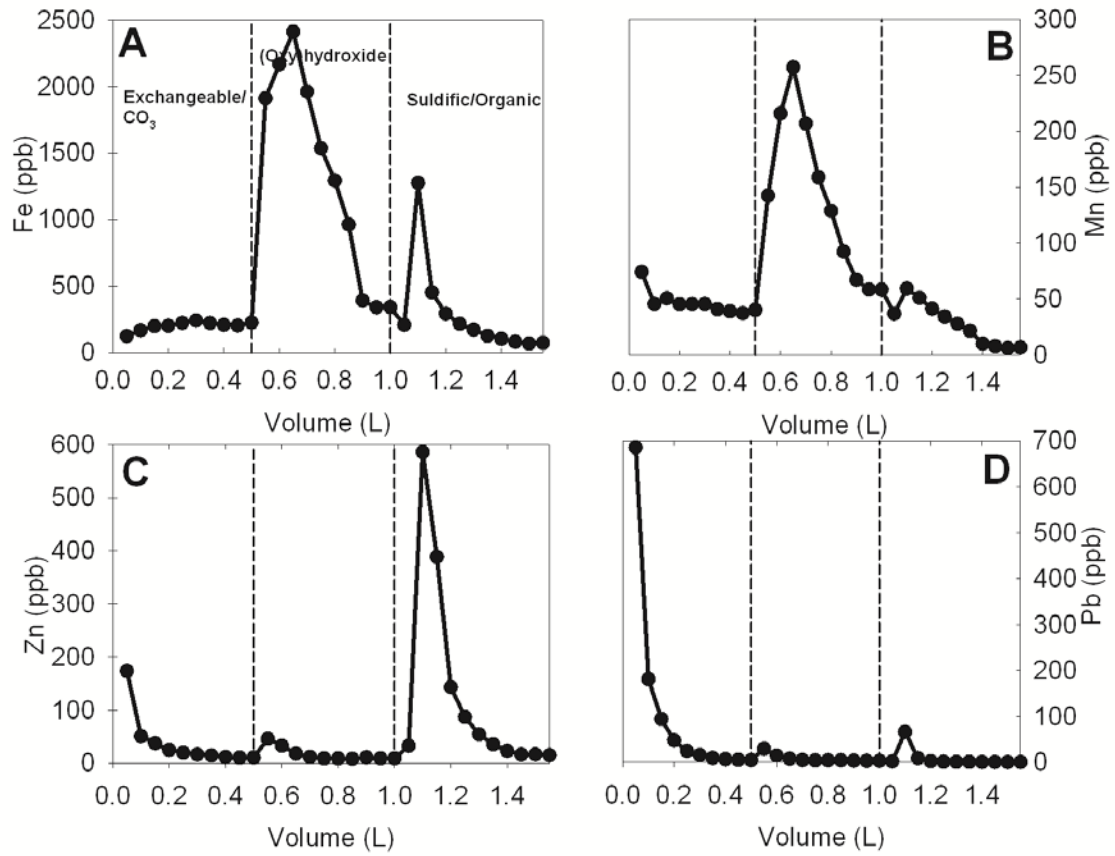 A
Fe (ppb)
2500
2000
1500
1000
500
0
(Oxy)hydroxide
Exchangeable/
CO3
Suldific/Organic
0.0 0.2 0.4 0.6 0.8 1.0 1.2 1.4
Volume (L)
B
Mn (ppb)
300
250
200
150
100
50
0
0.0 0.2 0.4 0.6 0.8 1.0 1.2 1.4
Volume (L)
C
Zn (ppb)
600
500
400
300
200
100
0
0.0 0.2 0.4 0.6 0.8 1.0 1.2 1.4
Volume (L)
D
Pb (ppb)
700
600
500
400
300
200
100
0
0.0 0.2 0.4 0.6 0.8 1.0 1.2 1.4
Volume (L)